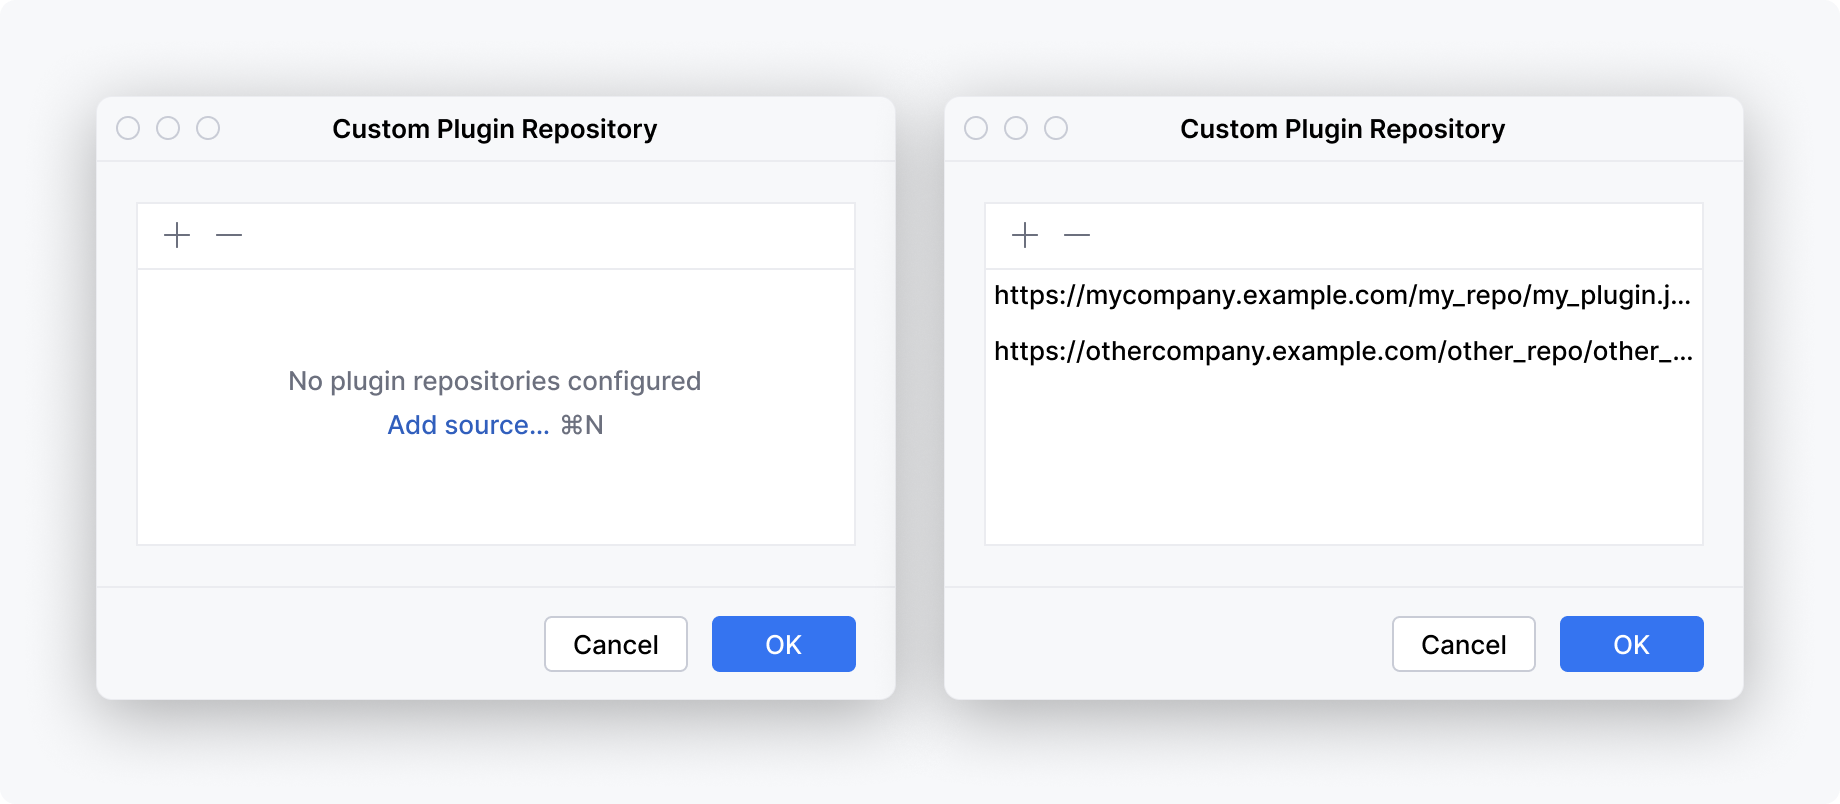 Custom Plugin Repository
No plugin repositories configured
Add source... ⌘N
Cancel
OK
Custom Plugin Repository
https://mycompany.example.com/my_repo/my_plugin.j...
https://othercompany.example.com/other_repo/other_...
Cancel
OK